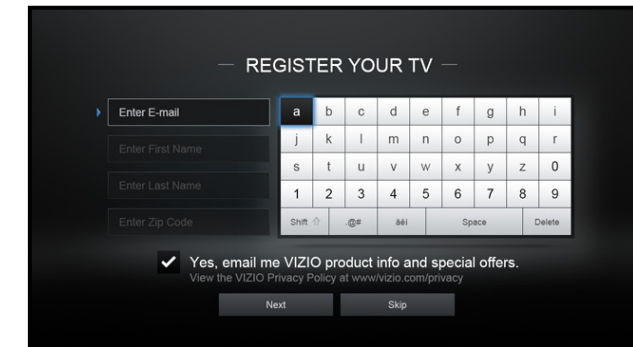 REGISTER YOUR TV
Enter E-mail
Enter First Name
Enter Last Name
Enter Zip Code
a b c d e f g h i
j k l m n o p q r
s t u v w x y z 0
1 2 3 4 5 6 7 8 9
Shift .@# âëì Space Delete
Yes, email me VIZIO product info and special offers.
View the VIZIO Privacy Policy at www/vizio.com/privacy
Next Skip